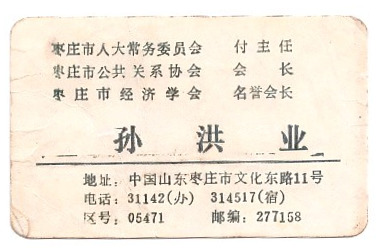 枣庄市人大常务委员会 付主任
枣庄市公共关系协会 会长
枣庄市经济学会 名誉会长
孙洪业
地址：中国山东枣庄市文化东路11号
电话：31142(办) 314517(宿)
区号：05471 邮编：277158